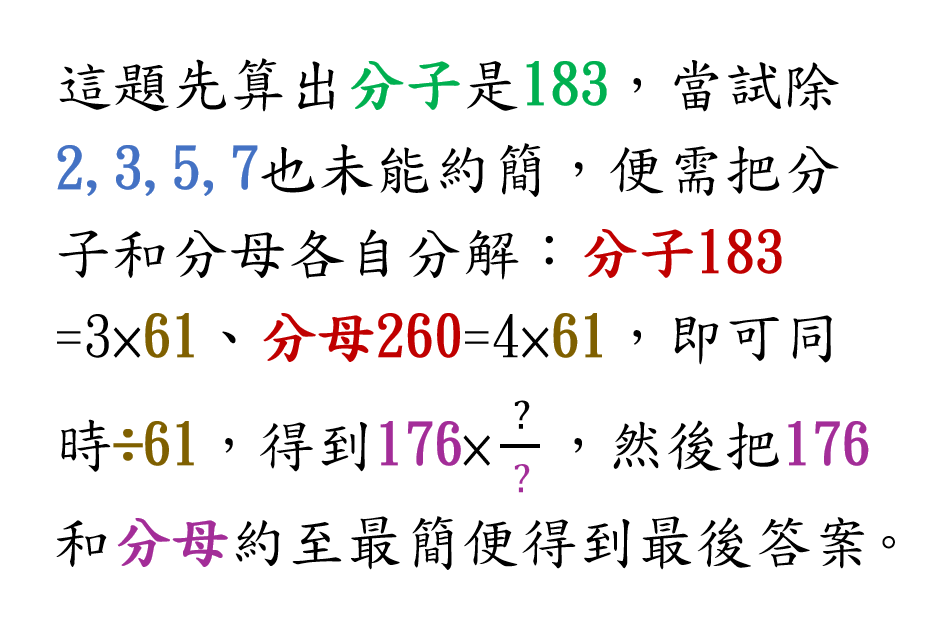 這題先算出分子是183，當試除
2,3,5,7也未能約簡，便需把分
子和分母各自分解：分子183
=3×61、分母260=4×61，即可同
時÷61，得到176×?/?，然後把176
和分母約至最簡便得到最後答案。